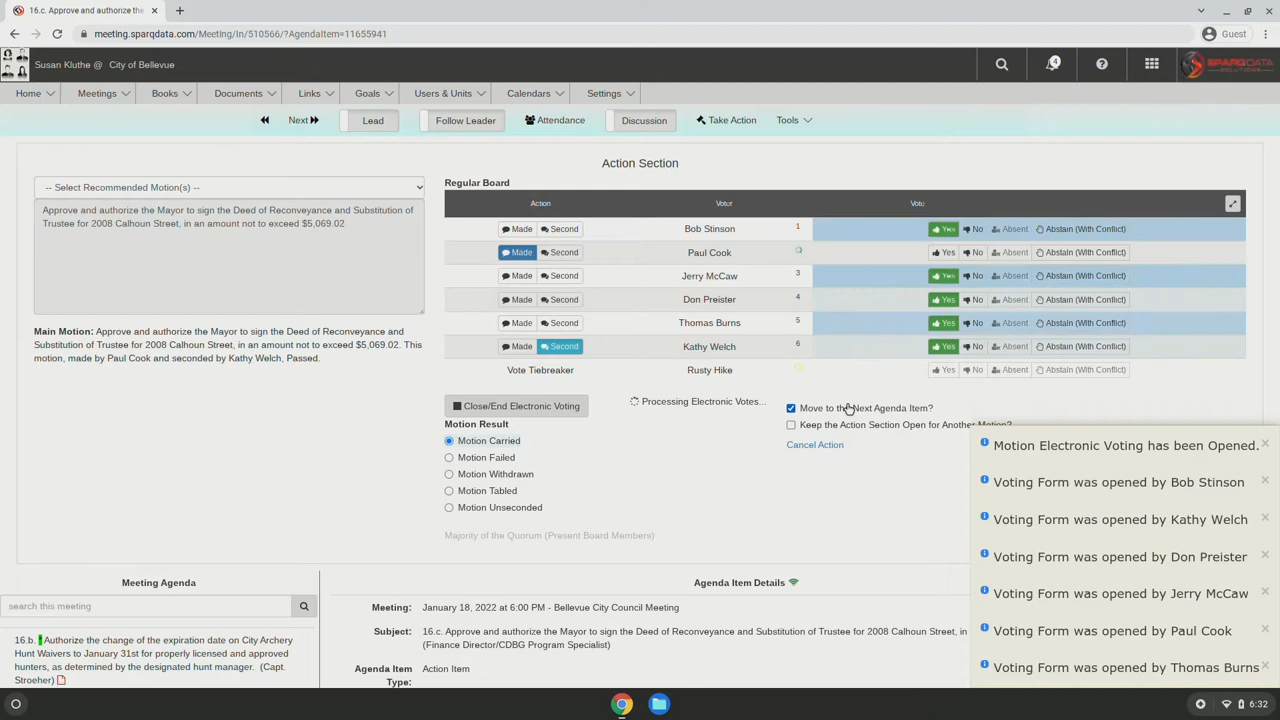 16.c. Approve and authorize the
meeting.sparqdata.com/Meeting/In/510566/?AgendaItem=11655941
Guest
Susan Kluthe @ City of Bellevue
4
SPARQDATA
SOLUTIONS
Home
Meetings
Books
Documents
Links
Goals
Users & Units
Calendars
Settings
Next
Lead
Follow Leader
Attendance
Discussion
Take Action
Tools
Action Section
-- Select Recommended Motion(s) --
Approve and authorize the Mayor to sign the Deed of Reconveyance and Substitution of
Trustee for 2008 Calhoun Street, in an amount not to exceed $5,069.02
Main Motion: Approve and authorize the Mayor to sign the Deed of Reconveyance and
Substitution of Trustee for 2008 Calhoun Street, in an amount not to exceed $5,069.02. This
motion, made by Paul Cook and seconded by Kathy Welch, Passed.
Regular Board
Action Voter Vote
Made Second Bob Stinson 1 Yes No Absent Abstain (With Conflict)
Made Second Paul Cook Yes No Absent Abstain (With Conflict)
Made Second Jerry McCaw 3 Yes No Absent Abstain (With Conflict)
Made Second Don Preister 4 Yes No Absent Abstain (With Conflict)
Made Second Thomas Burns 5 Yes No Absent Abstain (With Conflict)
Made Second Kathy Welch 6 Yes No Absent Abstain (With Conflict)
Vote Tiebreaker Rusty Hike Yes No Absent Abstain (With Conflict)
Close/End Electronic Voting
Processing Electronic Votes...
Move to the Next Agenda Item?
Keep the Action Section Open for Another Motion?
Cancel Action
Motion Result
Motion Carried
Motion Failed
Motion Withdrawn
Motion Tabled
Motion Unseconded
Majority of the Quorum (Present Board Members)
Motion Electronic Voting has been Opened.
Voting Form was opened by Bob Stinson
Voting Form was opened by Kathy Welch
Voting Form was opened by Don Preister
Voting Form was opened by Jerry McCaw
Voting Form was opened by Paul Cook
Voting Form was opened by Thomas Burns
Meeting Agenda
search this meeting
16.b. * Authorize the change of the expiration date on City Archery
Hunt Waivers to January 31st for properly licensed and approved
hunters, as determined by the designated hunt manager. (Capt.
Stroeher)
Agenda Item Details
Meeting: January 18, 2022 at 6:00 PM - Bellevue City Council Meeting
Subject: 16.c. Approve and authorize the Mayor to sign the Deed of Reconveyance and Substitution of Trustee for 2008 Calhoun Street, in
(Finance Director/CDBG Program Specialist)
Agenda Item Action Item
Type:
6:32